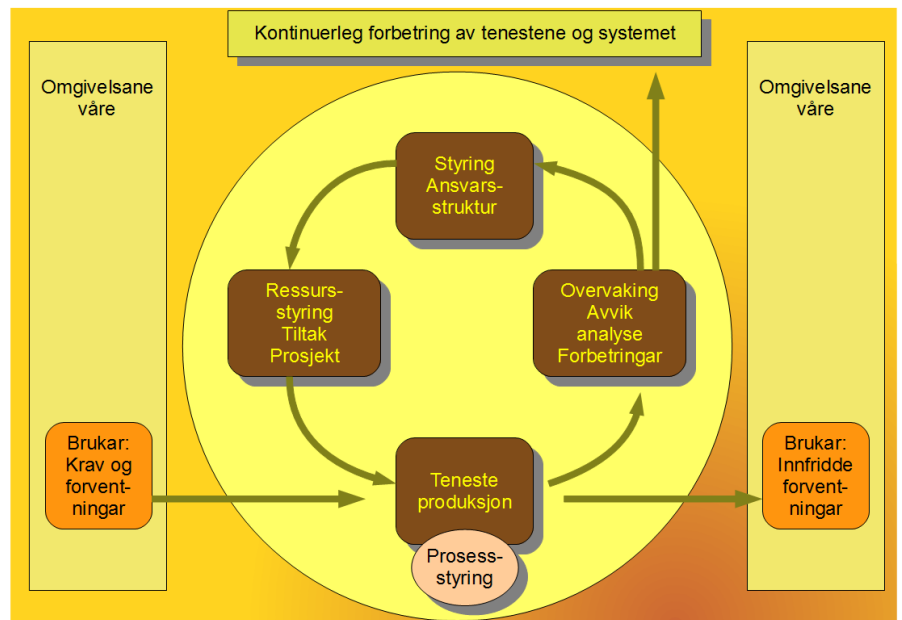 Kontinuerleg forbetring av tenestene og systemet
Omgivelsane
våre
Omgivelsane
våre
Styring
Ansvars-
struktur
Ressurs-
styring
Tiltak
Prosjekt
Overvaking
Avvik
analyse
Forbetringar
Brukar:
Krav og
forvent-
ningar
Teneste
produksjon
Prosess-
styring
Brukar:
Innfridde
forvent-
ningar